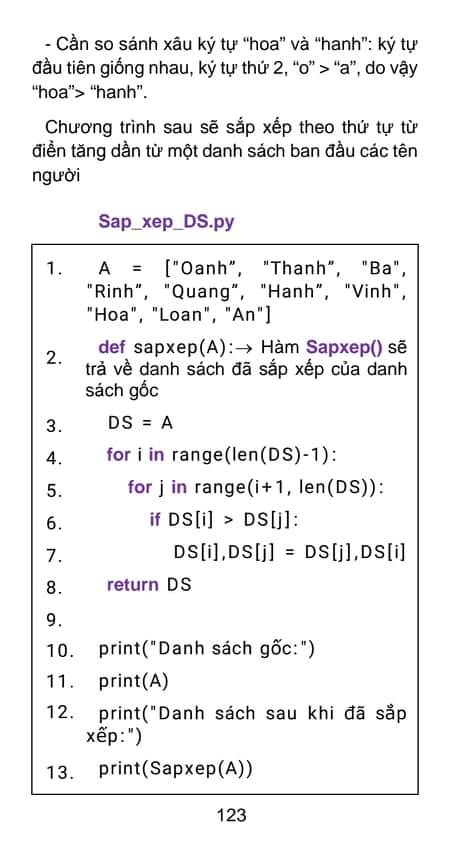 - Cần so sánh xâu ký tự “hoa” và “hanh”: ký tự
đầu tiên giống nhau, ký tự thứ 2, “o” > “a”, do vậy
“hoa”> “hanh”.
Chương trình sau sẽ sắp xếp theo thứ tự từ
điển tăng dần từ một danh sách ban đầu các tên
người
Sap_xep_DS.py
1. A = ["Oanh”, "Thanh”, "Ba",
"Rinh”, "Quang”, "Hanh”, "Vinh",
"Hoa", "Loan", "An"]
2. def sapxep(A):→ Hàm Sapxep() sẽ
trả về danh sách đã sắp xếp của danh
sách gốc
3. DS = A
4. for i in range(len(DS)-1):
5. for j in range(i+1, len(DS)):
6. if DS[i] > DS[j]:
7. DS[i],DS[j] = DS[j],DS[i]
8. return DS
9.
10. print("Danh sách gốc:")
11. print(A)
12. print("Danh sách sau khi đã sắp
xếp:")
13. print(Sapxep(A))
123